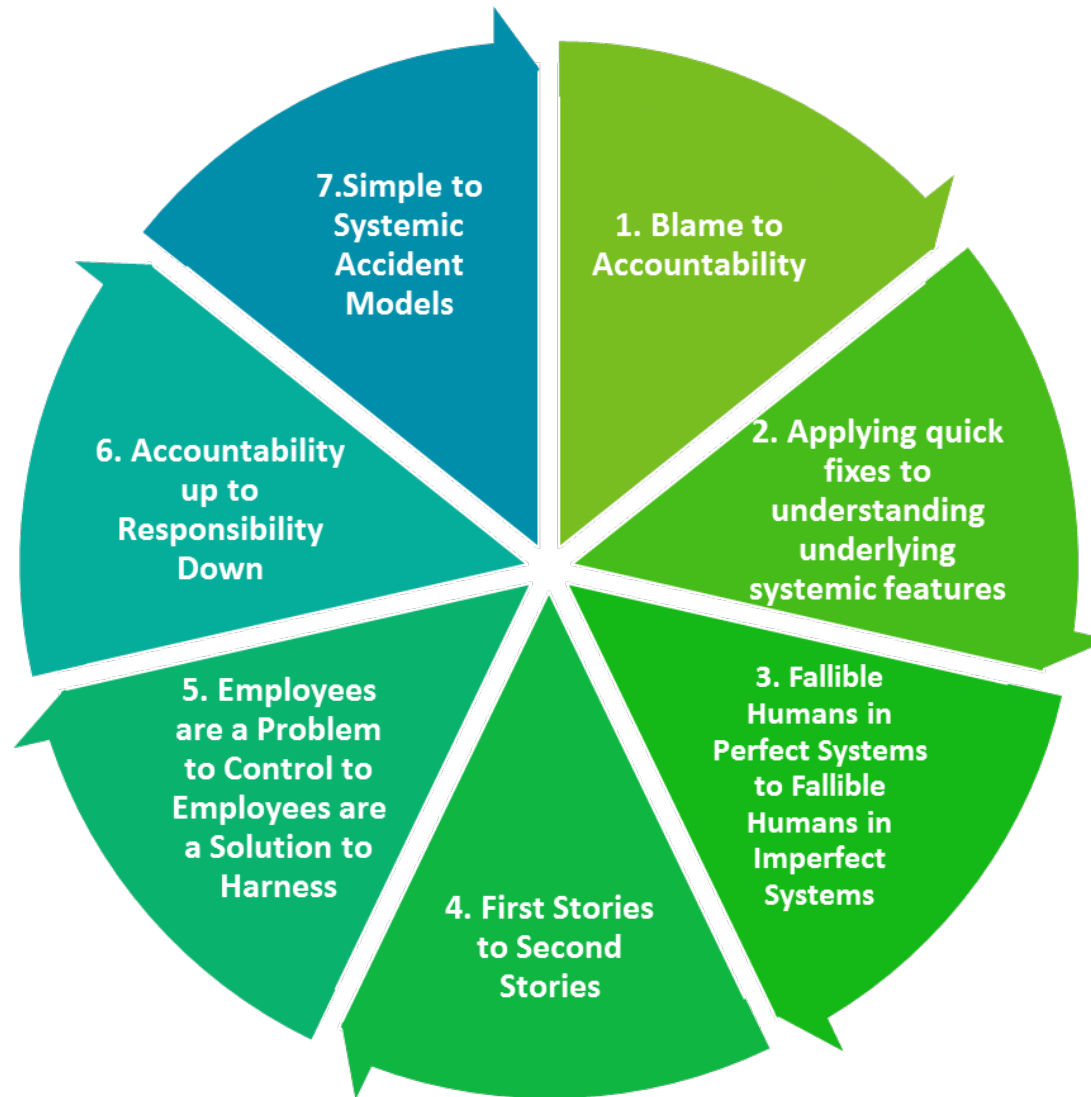 1. Blame to
Accountability
2. Applying quick
fixes to
understanding
underlying
systemic features
3. Fallible
Humans in
Perfect Systems
to Fallible
Humans in
Imperfect
Systems
4. First Stories
to Second
Stories
5. Employees
are a Problem
to Control to
Employees are
a Solution to
Harness
6. Accountability
up to
Responsibility
Down
7.Simple to
Systemic
Accident
Models